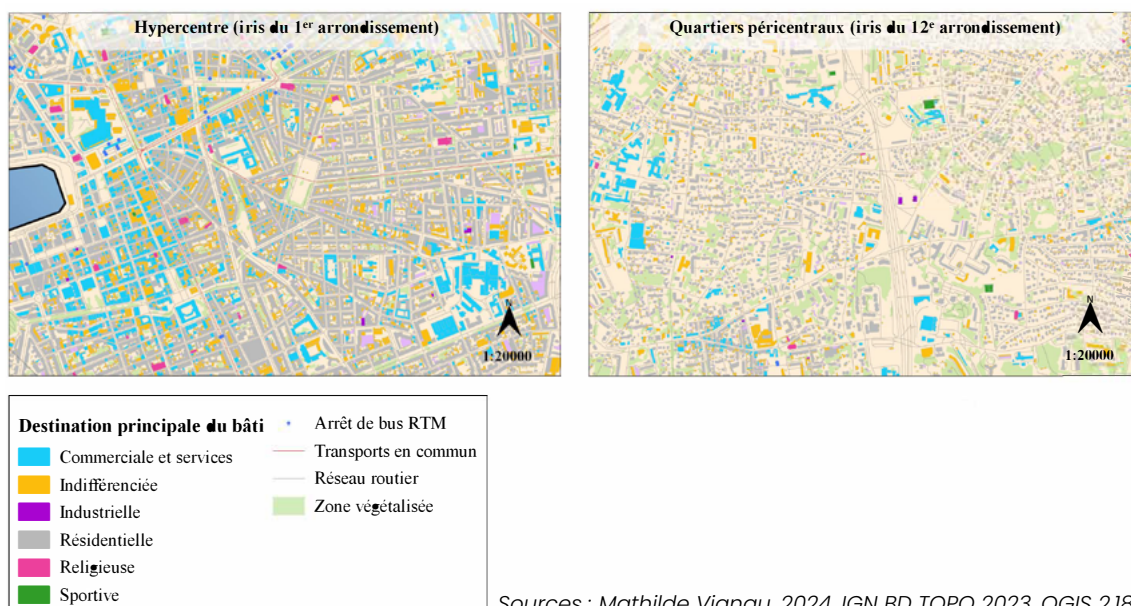 Hypercentre (iris du 1er arrondissement)
N
1:20000
Quartiers péricentraux (iris du 12e arrondissement)
N
1:20000
Destination principale du bâti
Commerciale et services
Indifférenciée
Industrielle
Résidentielle
Religieuse
Sportive
Arrêt de bus RTM
Transports en commun
Réseau routier
Zone végétalisée
Sources : Mathilde Vignau, 2024, IGN BD TOPO 2023, QGIS 2.18